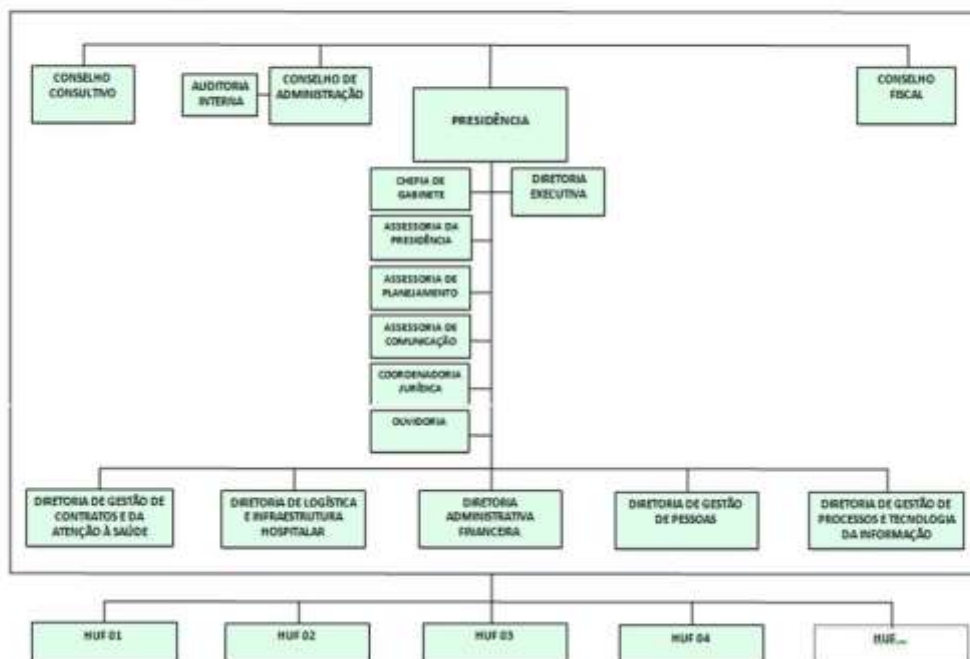 CONSELHO
CONSULTIVO
AUDITORIA
INTERNA
CONSELHO DE
ADMINISTRAÇÃO
PRESIDÊNCIA
CONSELHO
FISCAL
CHEFIA DE
GABINETE
DIRETORIA
EXECUTIVA
ASSESSORIA DA
PRESIDÊNCIA
ASSESSORIA DE
PLANEJAMENTO
ASSESSORIA DE
COMUNICAÇÃO
COORDENADORIA
JURÍDICA
OUVIDORIA
DIRETORIA DE GESTÃO DE
CONTRATOS E DA
ATENÇÃO À SAÚDE
DIRETORIA DE LOGÍSTICA
E INFRAESTRUTURA
HOSPITALAR
DIRETORIA
ADMINISTRATIVA
FINANCEIRA
DIRETORIA DE GESTÃO
DE PESSOAS
DIRETORIA DE GESTÃO DE
PROCESSOS E TECNOLOGIA
DA INFORMAÇÃO
HUF 01
HUF 02
HUF 03
HUF 04
HUF...